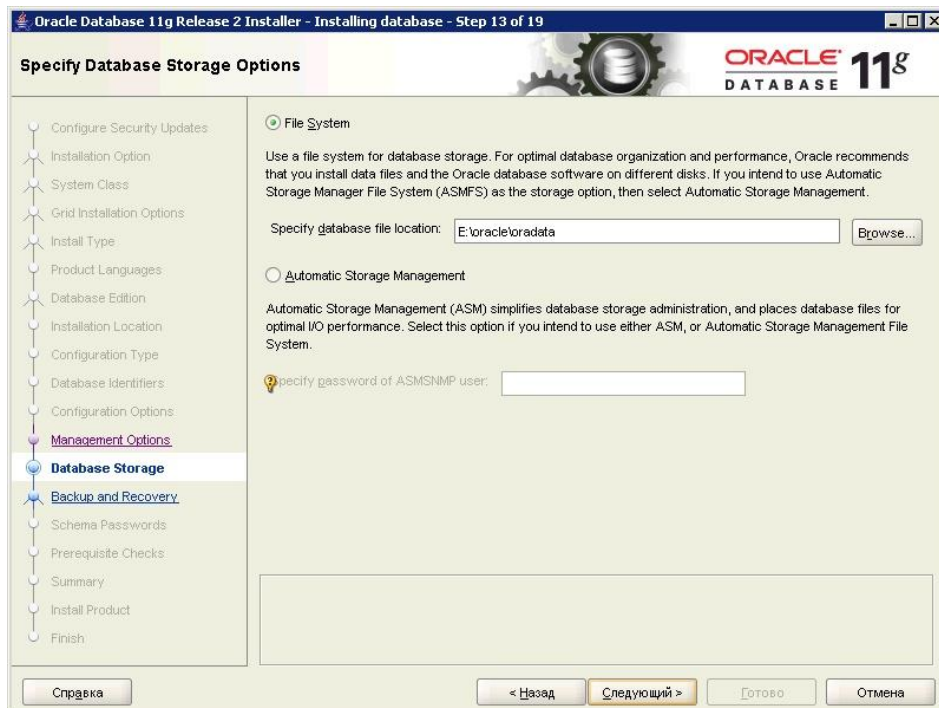 Oracle Database 11g Release 2 Installer - Installing database - Step 13 of 19
Specify Database Storage Options
ORACLE
DATABASE
11g
Configure Security Updates
Installation Option
System Class
Grid Installation Options
Install Type
Product Languages
Database Edition
Installation Location
Configuration Type
Database Identifiers
Configuration Options
Management Options
Database Storage
Backup and Recovery
Schema Passwords
Prerequisite Checks
Summary
Install Product
Finish
File System
Use a file system for database storage. For optimal database organization and performance, Oracle recommends
that you install data files and the Oracle database software on different disks. If you intend to use Automatic
Storage Manager File System (ASMFS) as the storage option, then select Automatic Storage Management.
Specify database file location:
E:\oracle\oradata
Browse...
Automatic Storage Management
Automatic Storage Management (ASM) simplifies database storage administration, and places database files for
optimal I/O performance. Select this option if you intend to use either ASM, or Automatic Storage Management File
System.
Specify password of ASMSNMP user:
Справка
< Назад
Следующий >
Готово
Отмена